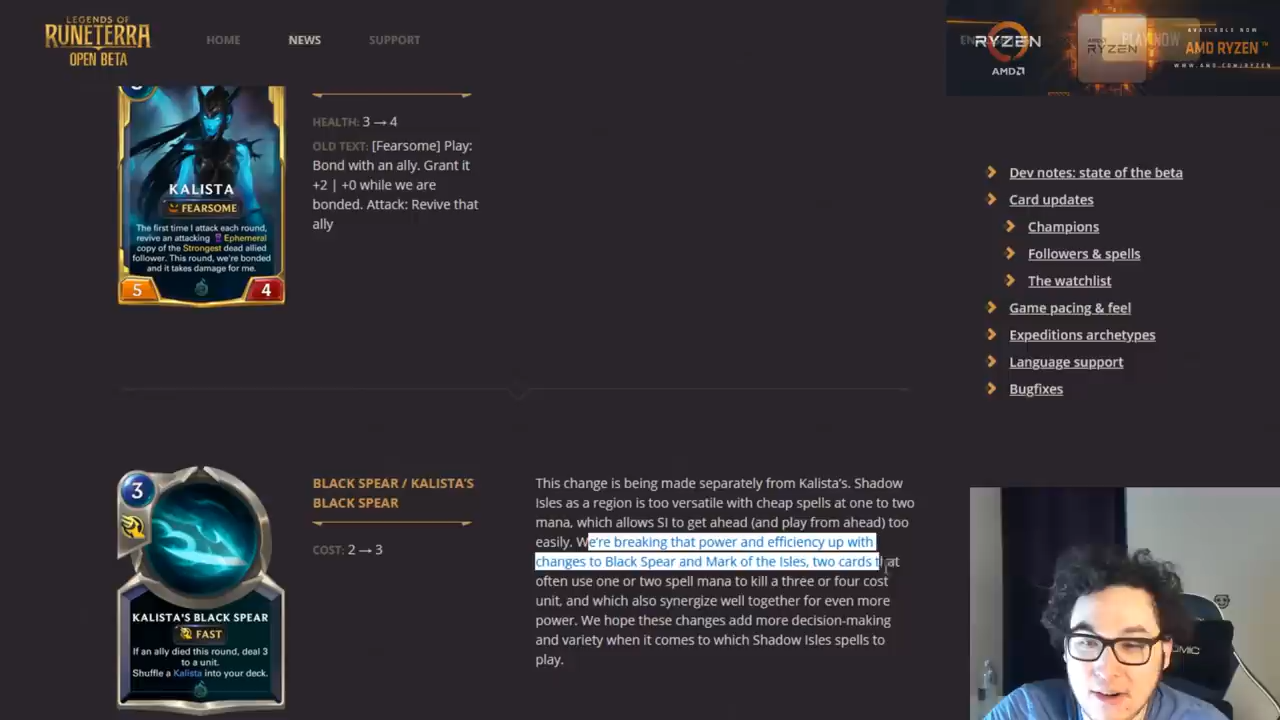 LEGENDS OF
RUNETERRA
OPEN BETA
HOME
NEWS
SUPPORT
RYZEN
AMD
AMD
RYZEN
PLAY NOW
AVAILABLE NOW
AMD RYZEN™
WWW.AMD.COM/RYZEN
KALISTA
FEARSOME
The first time I attack each round,
revive an attacking Ephemeral
copy of the Strongest dead allied
follower. This round, we're bonded
and it takes damage for me.
5
4
HEALTH: 3 → 4
OLD TEXT: [Fearsome] Play:
Bond with an ally. Grant it
+2 | +0 while we are
bonded. Attack: Revive that
ally
Dev notes: state of the beta
Card updates
Champions
Followers & spells
The watchlist
Game pacing & feel
Expeditions archetypes
Language support
Bugfixes
3
KALISTA'S BLACK SPEAR
FAST
If an ally died this round, deal 3
to a unit.
Shuffle a Kalista into your deck.
BLACK SPEAR / KALISTA'S
BLACK SPEAR
COST: 2 → 3
This change is being made separately from Kalista's. Shadow
Isles as a region is too versatile with cheap spells at one to two
mana, which allows SI to get ahead (and play from ahead) too
easily. We're breaking that power and efficiency up with
changes to Black Spear and Mark of the Isles, two cards that
often use one or two spell mana to kill a three or four cost
unit, and which also synergize well together for even more
power. We hope these changes add more decision-making
and variety when it comes to which Shadow Isles spells to
play.